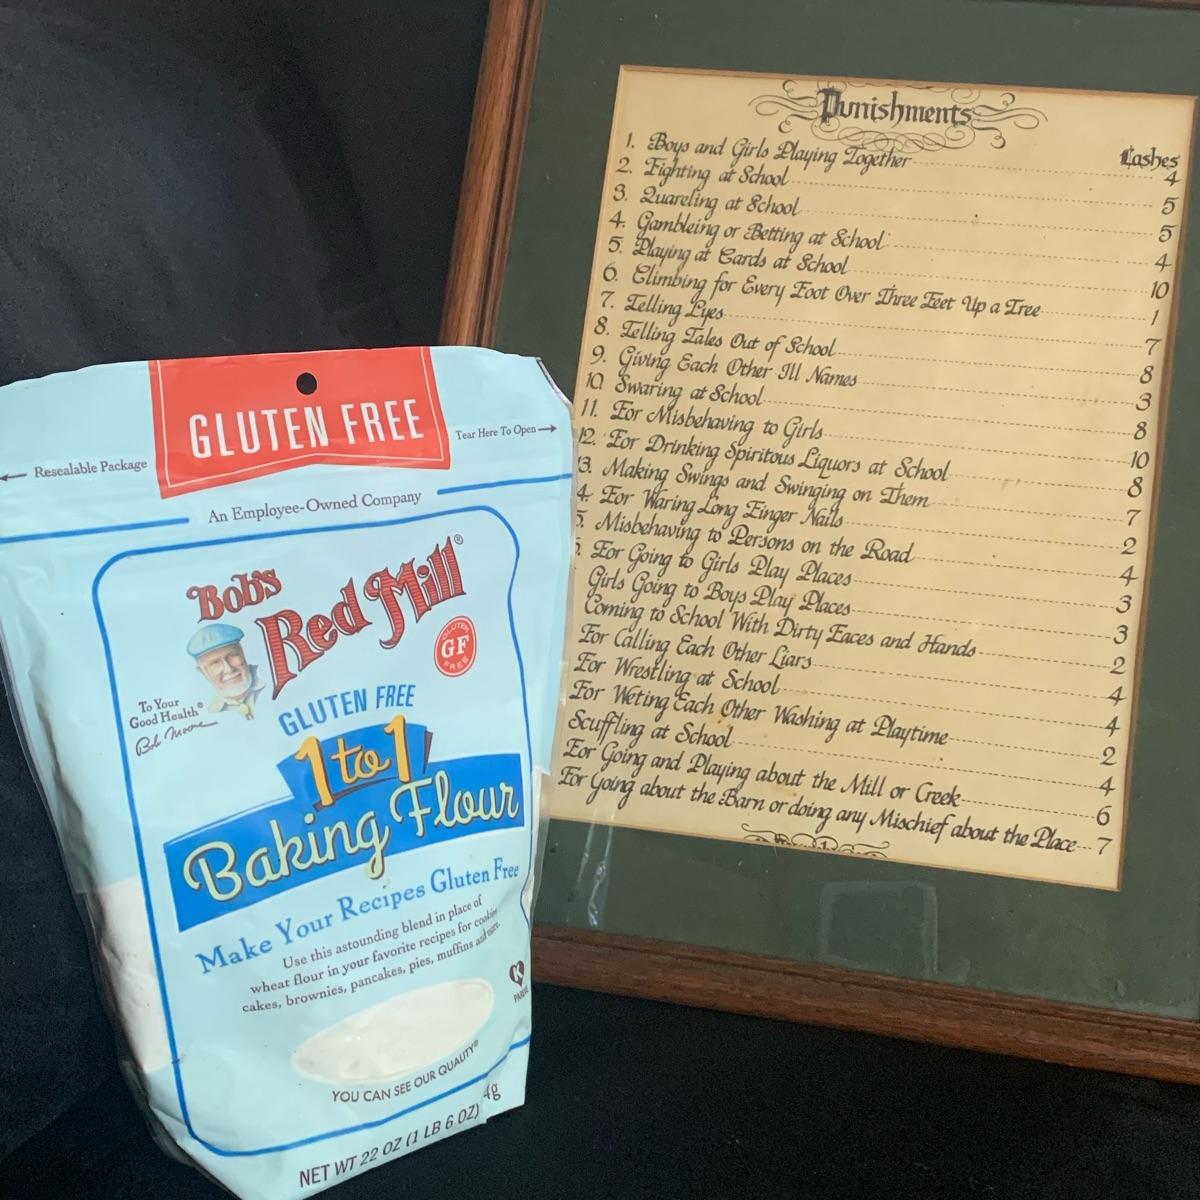 GLUTEN FREE
← Resealable Package
Tear Here To Open →
An Employee-Owned Company
Bob's
Red Mill®
GLUTEN
GF
FREE
To Your
Good Health®
Bob Moore
GLUTEN FREE
1 to 1
Baking Flour
Make Your Recipes Gluten Free
Use this astounding blend in place of
wheat flour in your favorite recipes for cookies,
cakes, brownies, pancakes, pies, muffins and more.
K
YOU CAN SEE OUR QUALITY®
NET WT 22 OZ (1 LB 6 OZ) 4g
Punishments
Lashes
1. Boys and Girls Playing Together 4
2. Fighting at School 5
3. Quareling at School 5
4. Gambleing or Betting at School 4
5. Playing at Cards at School 10
6. Climbing for Every Foot Over Three Feet Up a Tree 1
7. Telling Lyes 7
8. Telling Tales Out of School 8
9. Giving Each Other Ill Names 3
10. Swaring at School 8
11. For Misbehaving to Girls 10
12. For Drinking Spiritous Liquors at School 8
3. Making Swings and Swinging on Them 7
4. For Waring Long Finger Nails 2
5. Misbehaving to Persons on the Road 4
For Going to Girls Play Places 3
Girls Going to Boys Play Places 3
Coming to School With Dirty Faces and Hands 2
For Calling Each Other Liars 4
For Wrestling at School 4
For Weting Each Other Washing at Playtime 2
Scuffling at School 4
For Going and Playing about the Mill or Creek 6
For Going about the Barn or doing any Mischief about the Place 7